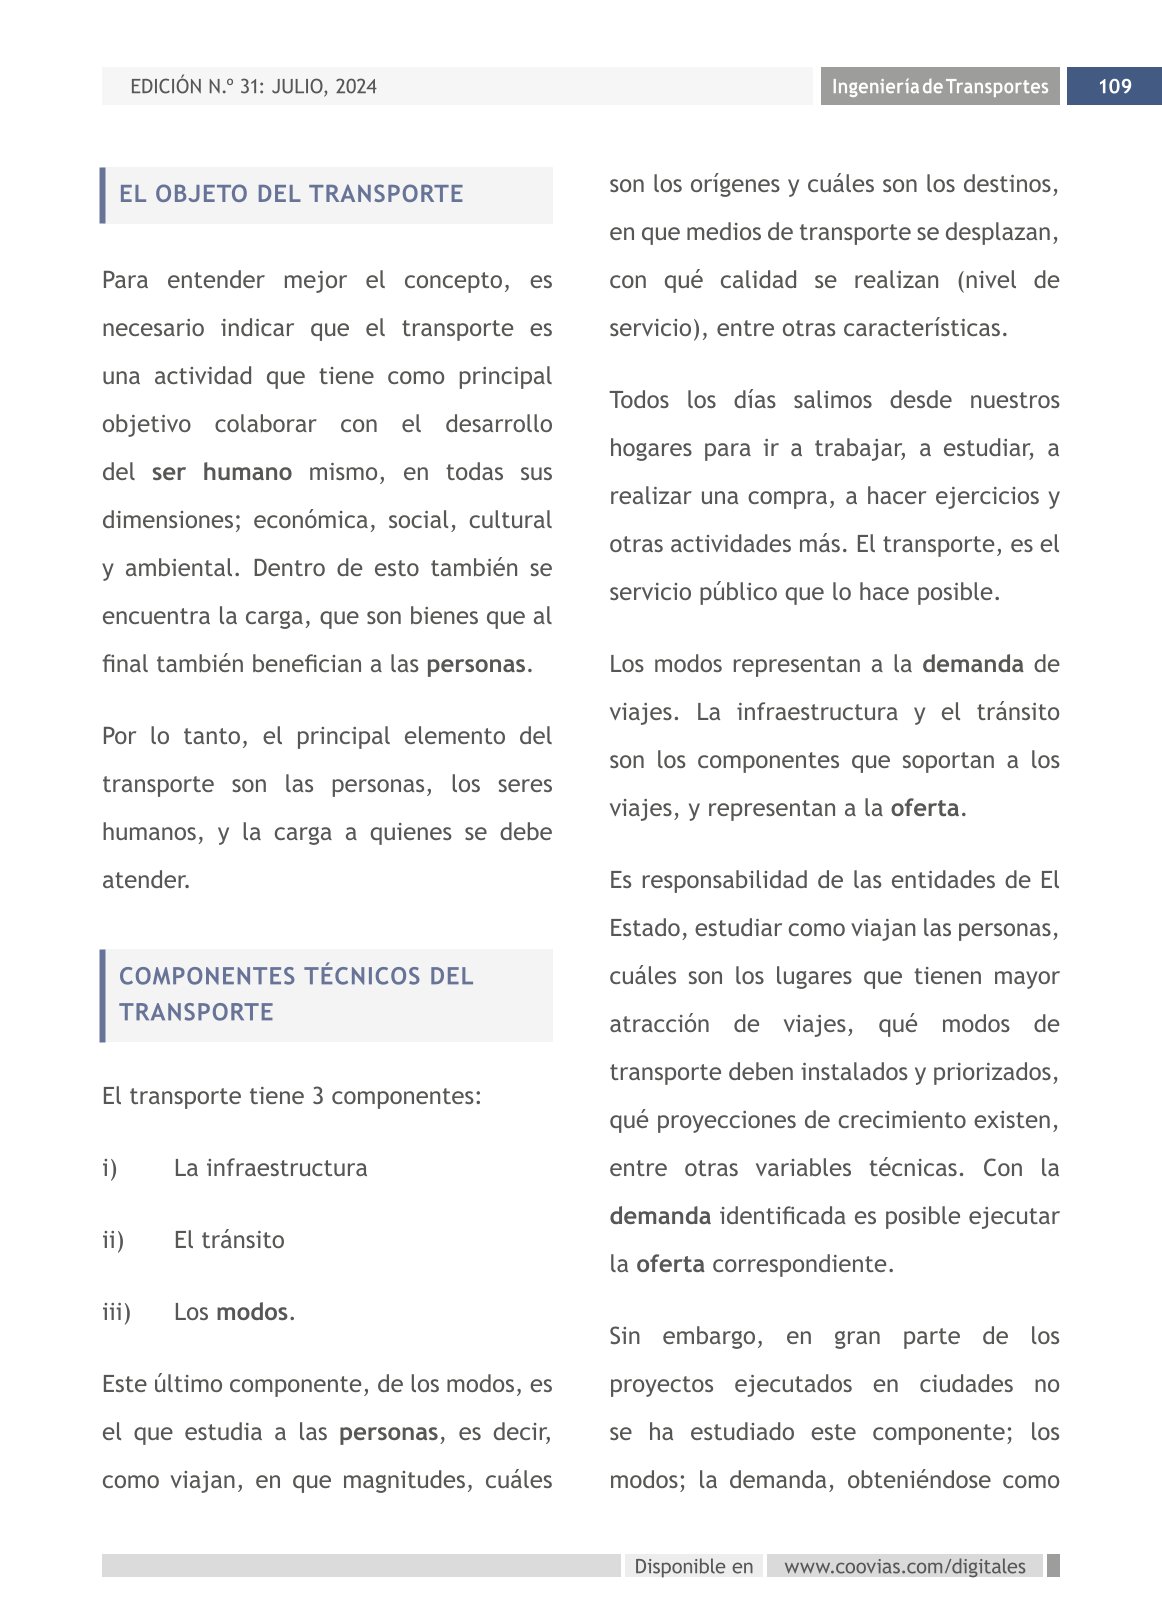 EDICIÓN N.º 31: JULIO, 2024
Ingeniería de Transportes
109
EL OBJETO DEL TRANSPORTE
Para entender mejor el concepto, es
necesario indicar que el transporte es
una actividad que tiene como principal
objetivo colaborar con el desarrollo
del ser humano mismo, en todas sus
dimensiones; económica, social, cultural
y ambiental. Dentro de esto también se
encuentra la carga, que son bienes que al
final también benefician a las personas.
Por lo tanto, el principal elemento del
transporte son las personas, los seres
humanos, y la carga a quienes se debe
atender.
COMPONENTES TÉCNICOS DEL
TRANSPORTE
El transporte tiene 3 componentes:
i) La infraestructura
ii) El tránsito
iii) Los modos.
Este último componente, de los modos, es
el que estudia a las personas, es decir,
como viajan, en que magnitudes, cuáles
son los orígenes y cuáles son los destinos,
en que medios de transporte se desplazan,
con qué calidad se realizan (nivel de
servicio), entre otras características.
Todos los días salimos desde nuestros
hogares para ir a trabajar, a estudiar, a
realizar una compra, a hacer ejercicios y
otras actividades más. El transporte, es el
servicio público que lo hace posible.
Los modos representan a la demanda de
viajes. La infraestructura y el tránsito
son los componentes que soportan a los
viajes, y representan a la oferta.
Es responsabilidad de las entidades de El
Estado, estudiar como viajan las personas,
cuáles son los lugares que tienen mayor
atracción de viajes, qué modos de
transporte deben instalados y priorizados,
qué proyecciones de crecimiento existen,
entre otras variables técnicas. Con la
demanda identificada es posible ejecutar
la oferta correspondiente.
Sin embargo, en gran parte de los
proyectos ejecutados en ciudades no
se ha estudiado este componente; los
modos; la demanda, obteniéndose como
Disponible en
www.coovias.com/digitales